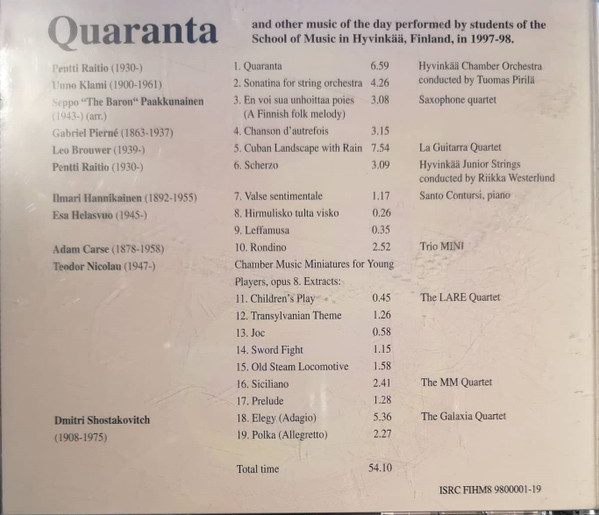 Quaranta and other music of the day performed by students of the
School of Music in Hyvinkää, Finland, in 1997-98.
Pentti Raitio (1930-) 1. Quaranta 6.59 Hyvinkää Chamber Orchestra
Uuno Klami (1900-1961) 2. Sonatina for string orchestra 4.26 conducted by Tuomas Pirilä
Seppo "The Baron" Paakkunainen 3. En voi sua unhoittaa poies 3.08 Saxophone quartet
(1943-) (arr.) (A Finnish folk melody)
Gabriel Pierné (1863-1937) 4. Chanson d'autrefois 3.15
Leo Brouwer (1939-) 5. Cuban Landscape with Rain 7.54 La Guitarra Quartet
Pentti Raitio (1930-) 6. Scherzo 3.09 Hyvinkää Junior Strings
conducted by Riikka Westerlund
Ilmari Hannikainen (1892-1955) 7. Valse sentimentale 1.17 Santo Contursi, piano
Esa Helasvuo (1945-) 8. Hirmulisko tulta visko 0.26
9. Leffamusa 0.35
Adam Carse (1878-1958) 10. Rondino 2.52 Trio MINI
Teodor Nicolau (1947-) Chamber Music Miniatures for Young
Players, opus 8. Extracts:
11. Children's Play 0.45 The LARE Quartet
12. Transylvanian Theme 1.26
13. Joc 0.58
14. Sword Fight 1.15
15. Old Steam Locomotive 1.58
16. Siciliano 2.41 The MM Quartet
17. Prelude 1.28
Dmitri Shostakovitch 18. Elegy (Adagio) 5.36 The Galaxia Quartet
(1908-1975) 19. Polka (Allegretto) 2.27
Total time 54.10
ISRC FIHM8 9800001-19